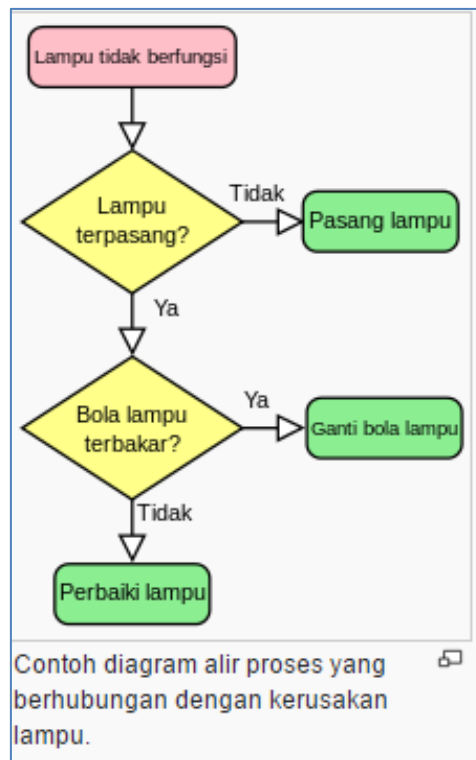 Lampu tidak berfungsi
Lampu
terpasang?
Tidak
Pasang lampu
Ya
Bola lampu
terbakar?
Ya
Ganti bola lampu
Tidak
Perbaiki lampu
Contoh diagram alir proses yang
berhubungan dengan kerusakan
lampu.